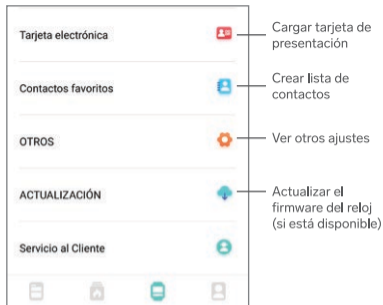 Tarjeta electrónica
Cargar tarjeta de
presentación
Contactos favoritos
Crear lista de
contactos
OTROS
Ver otros ajustes
ACTUALIZACIÓN
Actualizar el
firmware del reloj
(si está disponible)
Servicio al Cliente